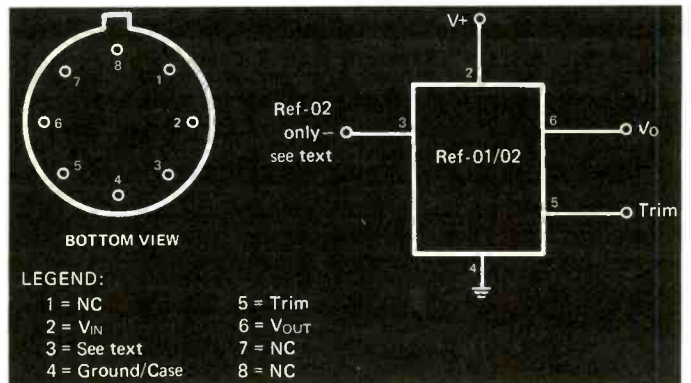 8
7
1
6
2
5
3
4
BOTTOM VIEW
V+
2
Ref-02
only—
see text
3
Ref-01/02
6
Vo
5
Trim
4
LEGEND:
1 = NC
2 = VIN
3 = See text
4 = Ground/Case
5 = Trim
6 = VOUT
7 = NC
8 = NC